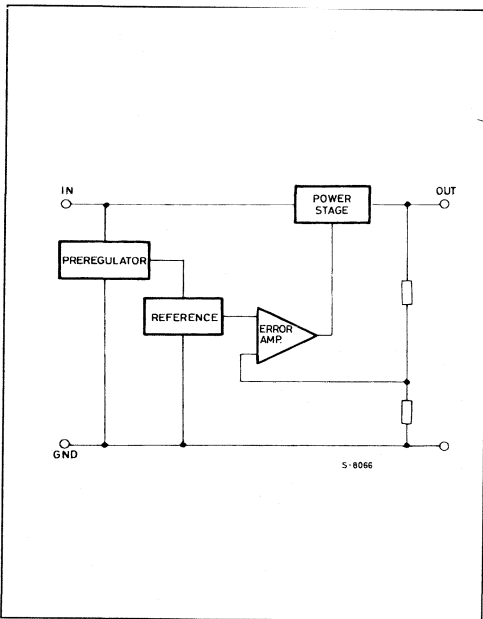 IN
OUT
POWER
STAGE
PREREGULATOR
REFERENCE
ERROR
AMP.
GND
S-8066